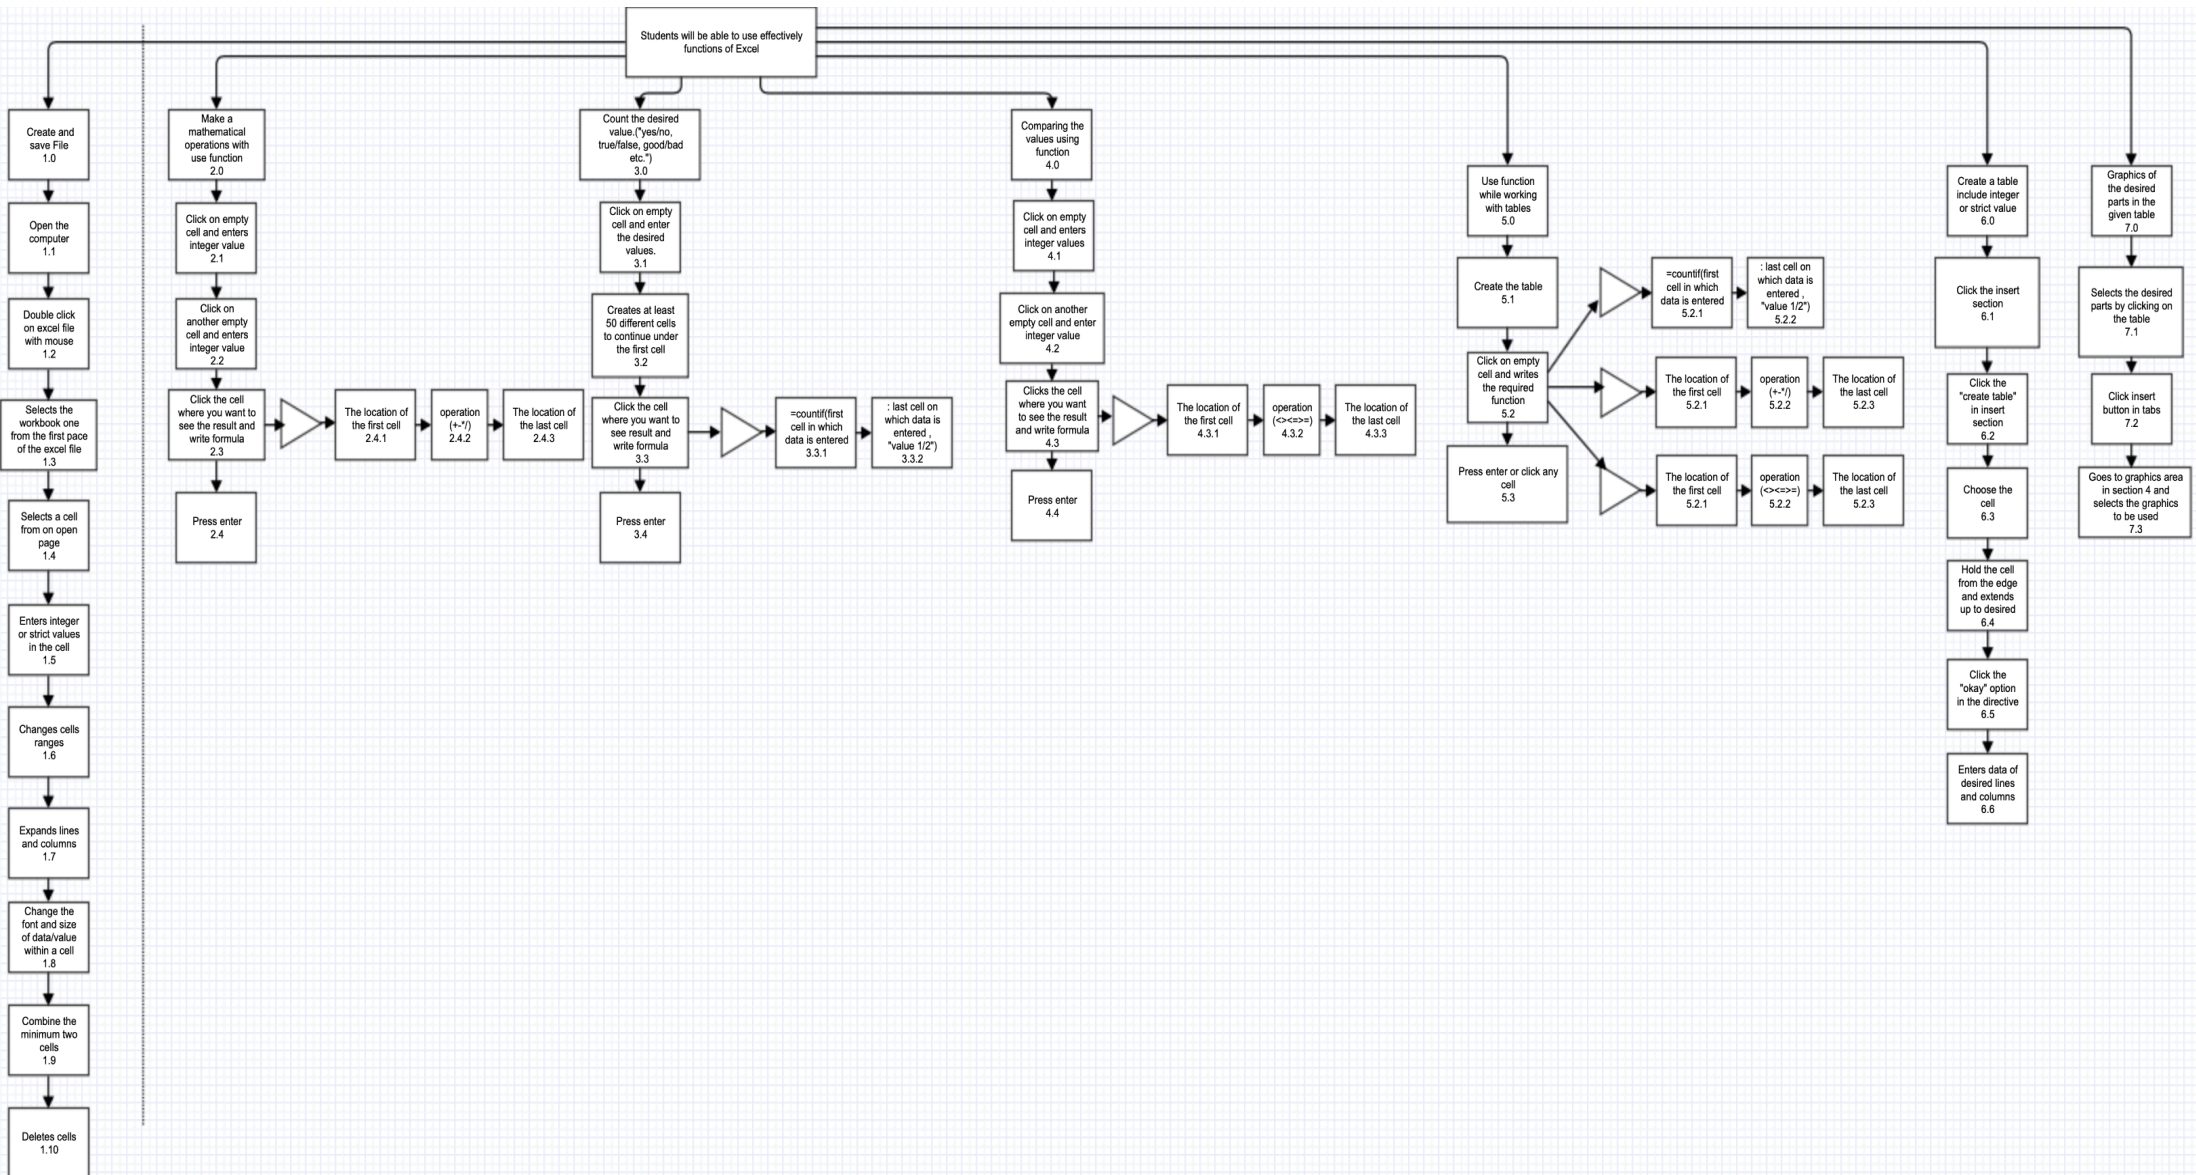 Students will be able to use effectively
functions of Excel
Create and
save File
1.0
Open the
computer
1.1
Double click
on excel file
with mouse
1.2
Selects the
workbook one
from the first pace
of the excel file
1.3
Selects a cell
from on open
page
1.4
Enters integer
or strict values
in the cell
1.5
Changes cells
ranges
1.6
Expands lines
and columns
1.7
Change the
font and size
of data/value
within a cell
1.8
Combine the
minimum two
cells
1.9
Deletes cells
1.10
Make a
mathematical
operations with
use function
2.0
Click on empty
cell and enters
integer value
2.1
Click on
another empty
cell and enters
integer value
2.2
Click the cell
where you want to
see the result and
write formula
2.3
The location of
the first cell
2.4.1
operation
(+-*/)
2.4.2
The location of
the last cell
2.4.3
Press enter
2.4
Count the desired
value.("yes/no,
true/false, good/bad
etc.")
3.0
Click on empty
cell and enter
the desired
values.
3.1
Creates at least
50 different cells
to continue under
the first cell
3.2
Click the cell
where you want to
see result and
write formula
3.3
=countif(first
cell in which
data is entered
3.3.1
: last cell on
which data is
entered ,
"value 1/2")
3.3.2
Press enter
3.4
Comparing the
values using
function
4.0
Click on empty
cell and enters
integer values
4.1
Click on another
empty cell and enter
integer value
4.2
Clicks the cell
where you want
to see the result
and write formula
4.3
The location of
the first cell
4.3.1
operation
(<><=>=)
4.3.2
The location of
the last cell
4.3.3
Press enter
4.4
Use function
while working
with tables
5.0
Create the table
5.1
Click on empty
cell and writes
the required
function
5.2
=countif(first
cell in which
data is entered
5.2.1
: last cell on
which data is
entered ,
"value 1/2")
5.2.2
The location of
the first cell
5.2.1
operation
(+-*/)
5.2.2
The location of
the last cell
5.2.3
The location of
the first cell
5.2.1
operation
(<><=>=)
5.2.2
The location of
the last cell
5.2.3
Press enter or click any
cell
5.3
Create a table
include integer
or strict value
6.0
Click the insert
section
6.1
Click the
"create table"
in insert
section
6.2
Choose the
cell
6.3
Hold the cell
from the edge
and extends
up to desired
6.4
Click the
"okay" option
in the directive
6.5
Enters data of
desired lines
and columns
6.6
Graphics of
the desired
parts in the
given table
7.0
Selects the desired
parts by clicking on
the table
7.1
Click insert
button in tabs
7.2
Goes to graphics area
in section 4 and
selects the graphics
to be used
7.3